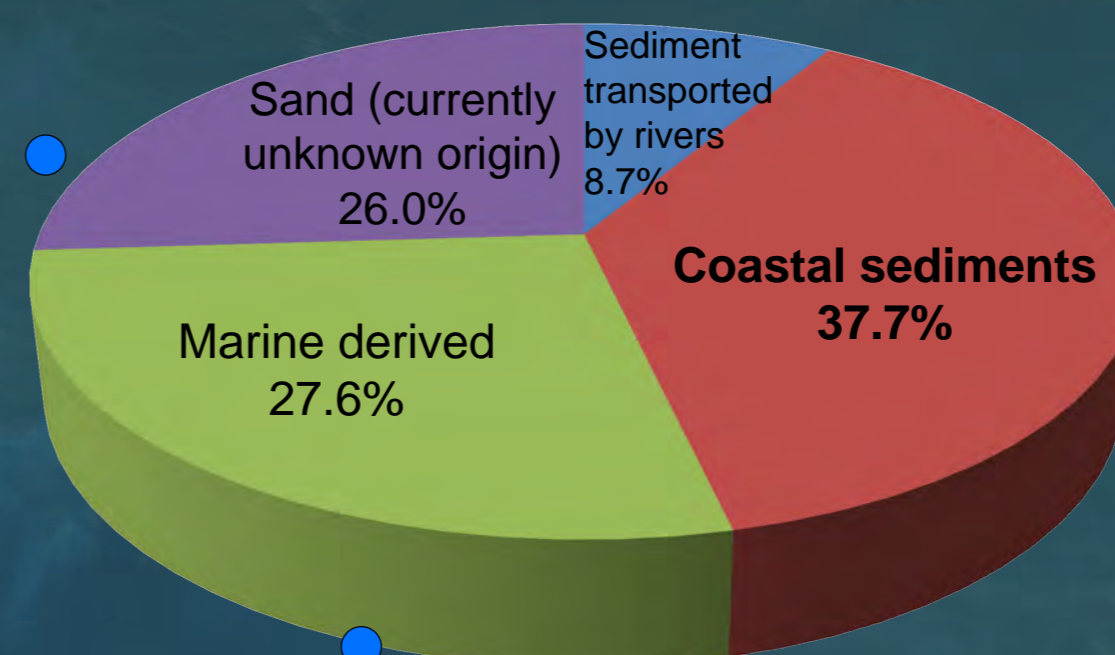 Sediment
transported
by rivers
8.7%
Sand (currently
unknown origin)
26.0%
Coastal sediments
37.7%
Marine derived
27.6%